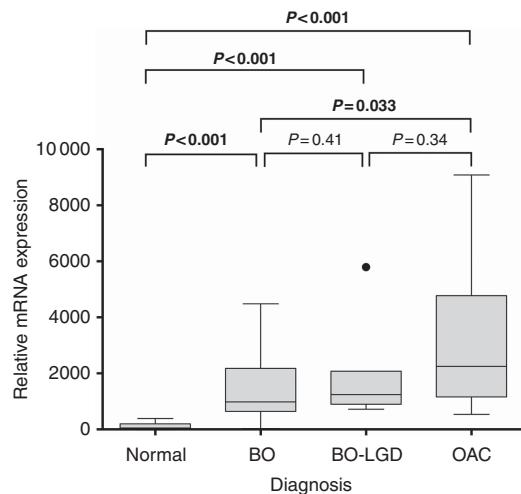 P<0.001
P<0.001
P=0.033
P<0.001
P=0.41
P=0.34
Relative mRNA expression
10 000
8000
6000
4000
2000
0
Normal
BO
BO-LGD
OAC
Diagnosis